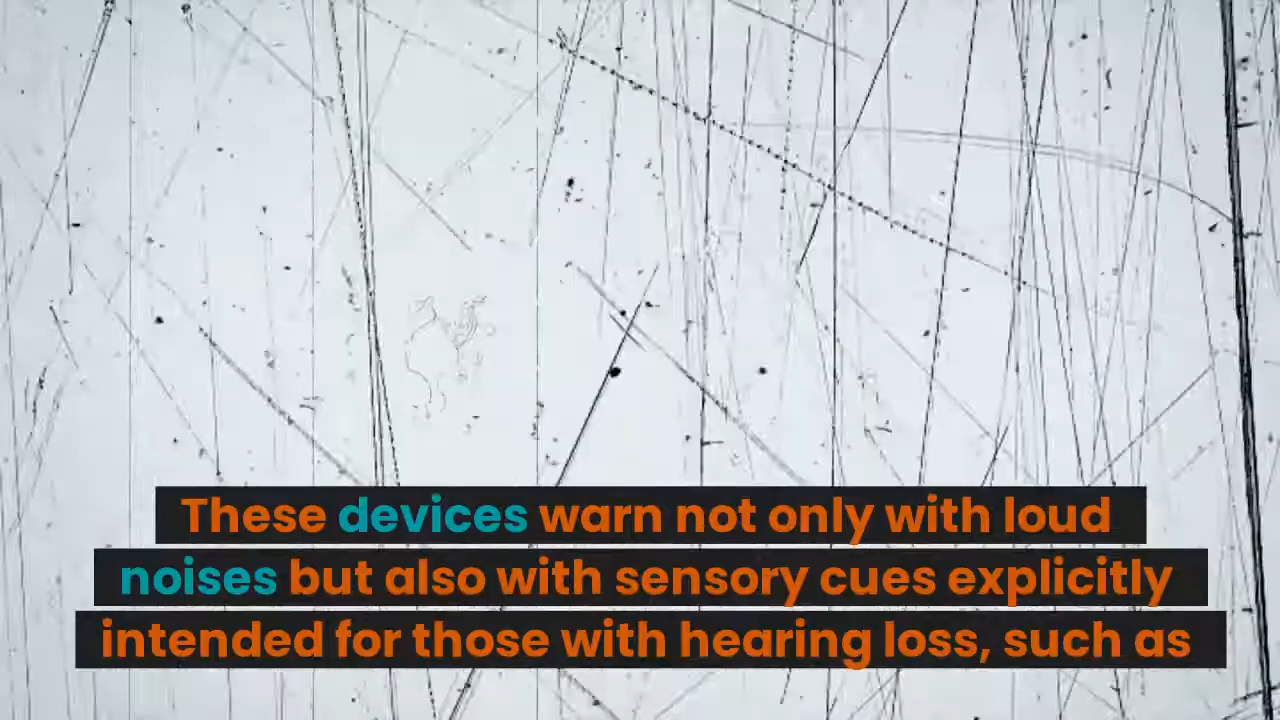 These devices warn not only with loud
noises but also with sensory cues explicitly
intended for those with hearing loss, such as